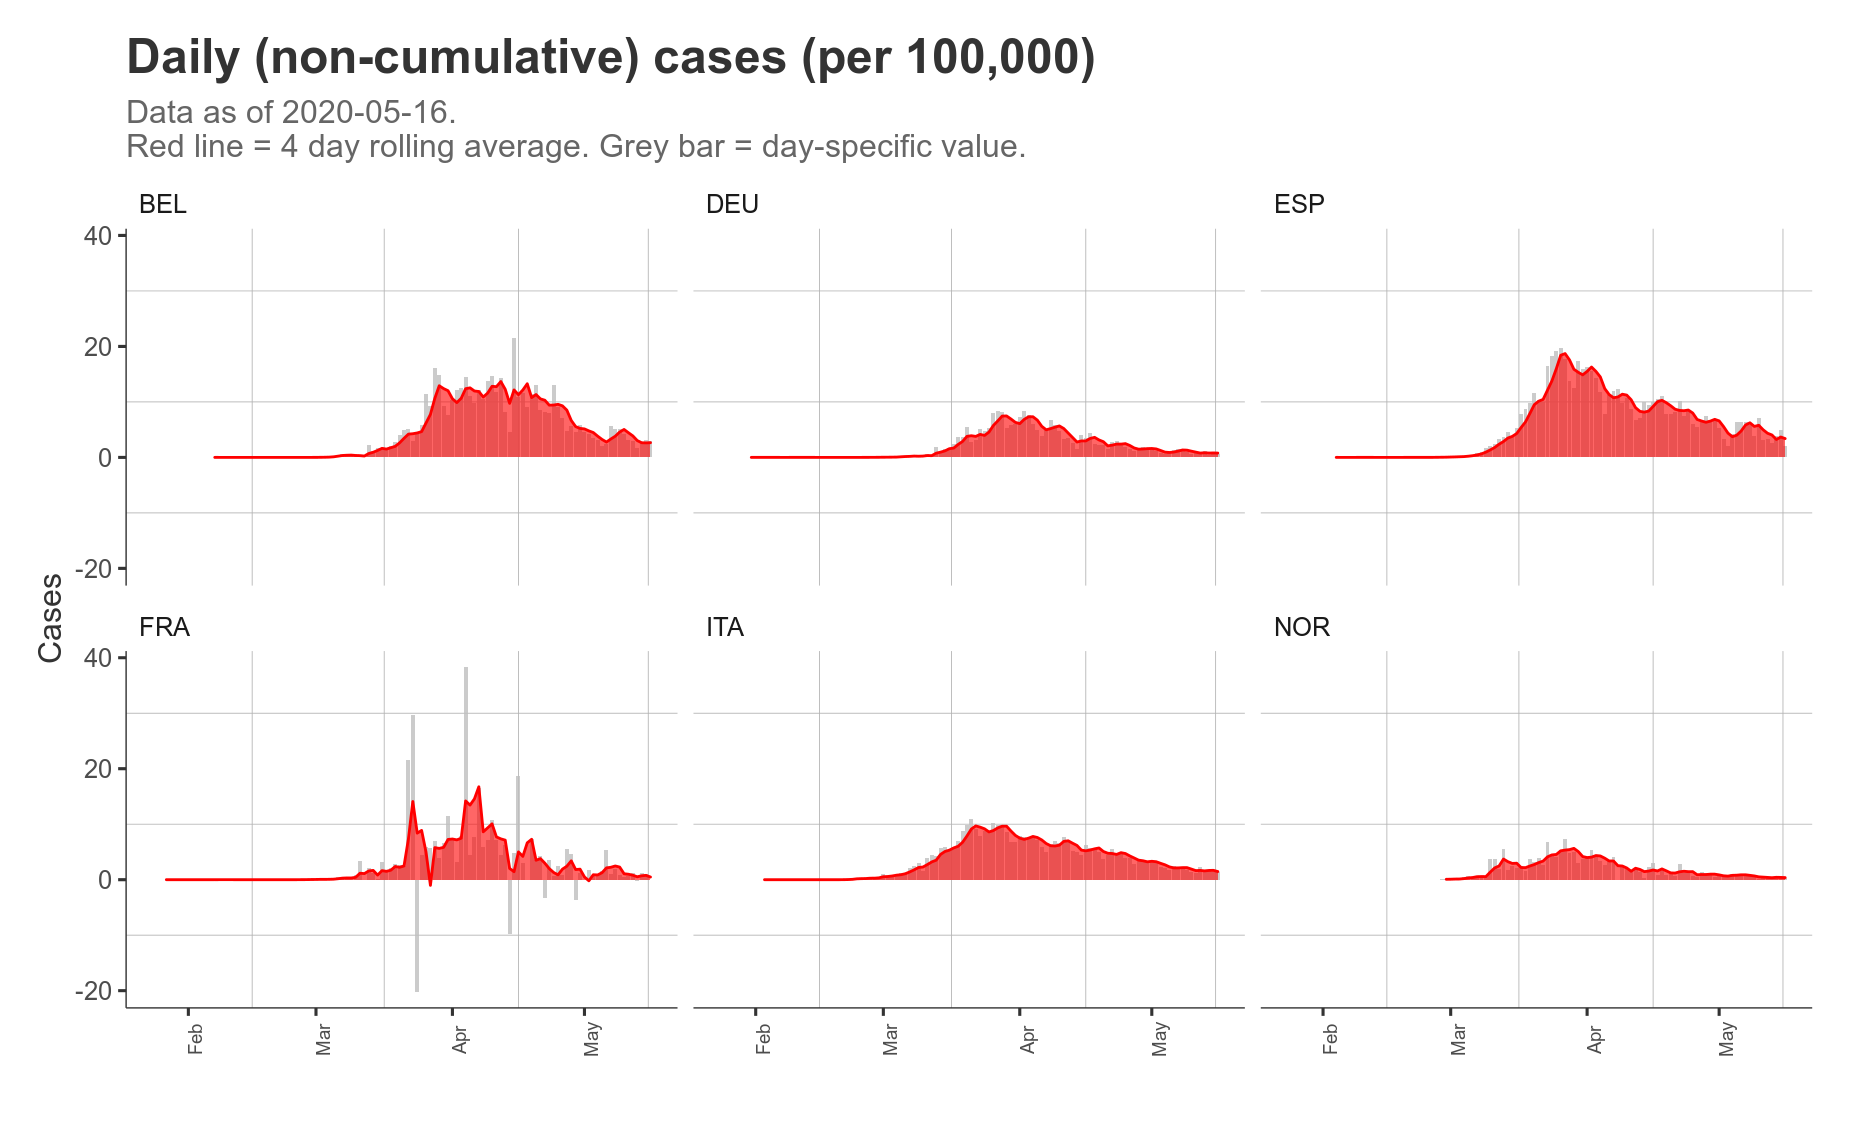 Daily (non-cumulative) cases (per 100,000)
Data as of 2020-05-16.
Red line = 4 day rolling average. Grey bar = day-specific value.
BEL
DEU
ESP
40
20
0
-20
Cases
FRA
ITA
NOR
40
20
0
-20
Feb
Mar
Apr
May
Feb
Mar
Apr
May
Feb
Mar
Apr
May